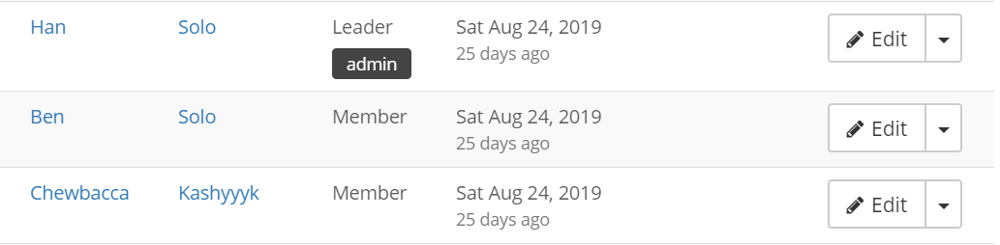 Han Solo Leader Sat Aug 24, 2019 Edit
admin 25 days ago
Ben Solo Member Sat Aug 24, 2019 Edit
25 days ago
Chewbacca Kashyyyk Member Sat Aug 24, 2019 Edit
25 days ago